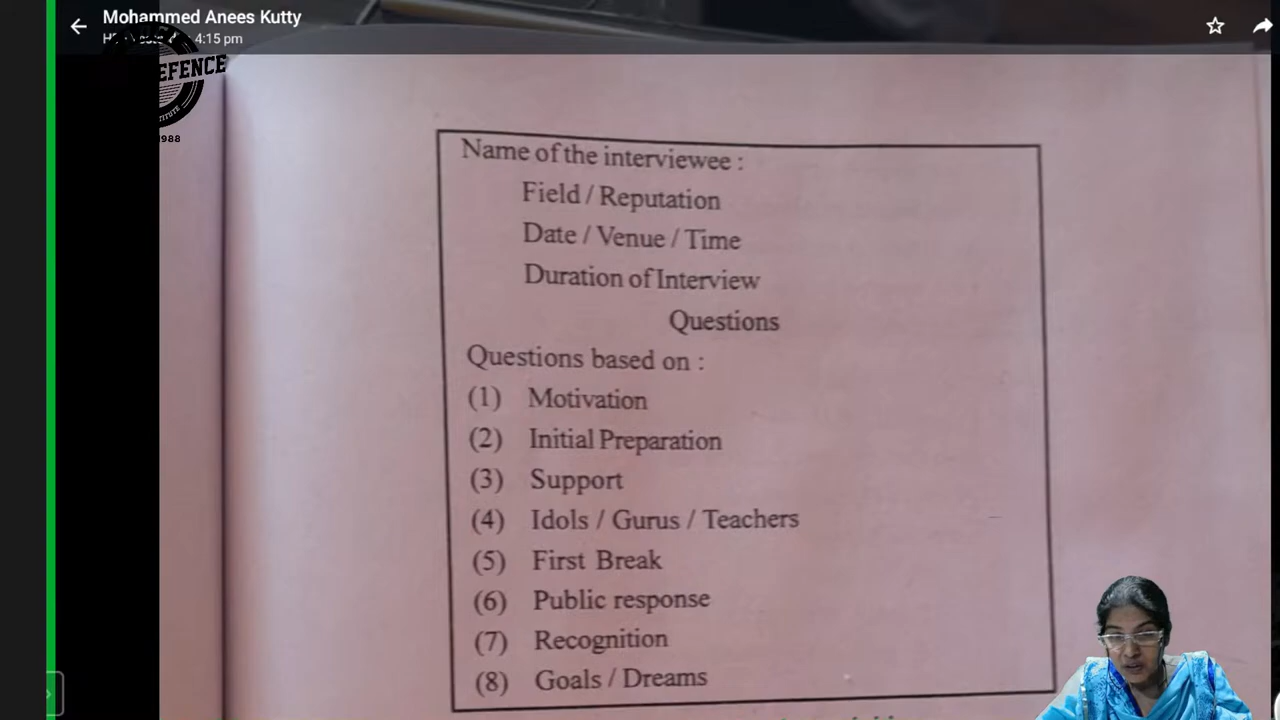 Mohammed Anees Kutty
4:15 pm
EFENCE
1988
Name of the interviewee :
Field / Reputation
Date / Venue / Time
Duration of Interview
Questions
Questions based on :
(1) Motivation
(2) Initial Preparation
(3) Support
(4) Idols / Gurus / Teachers
(5) First Break
(6) Public response
(7) Recognition
(8) Goals / Dreams